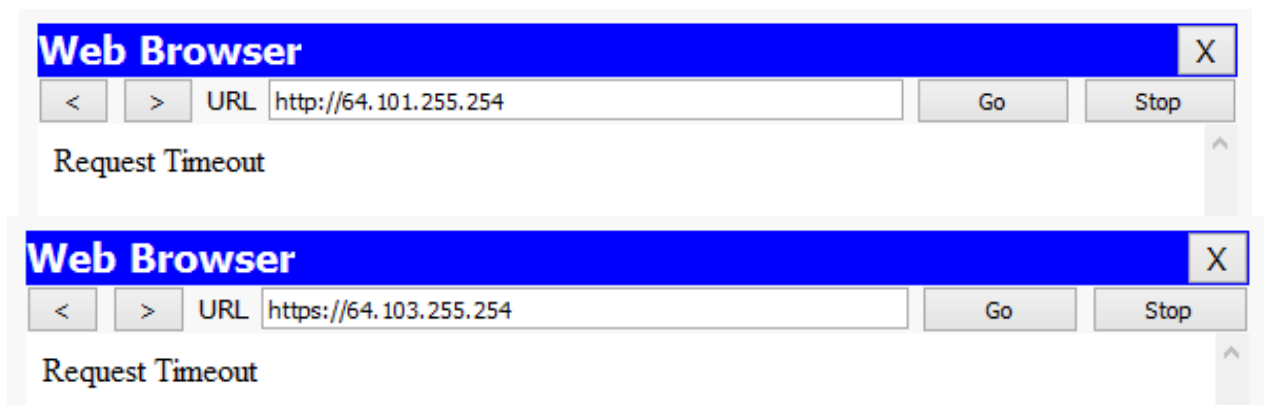 Web Browser X
< > URL http://64.101.255.254 Go Stop
Request Timeout
Web Browser X
< > URL https://64.103.255.254 Go Stop
Request Timeout